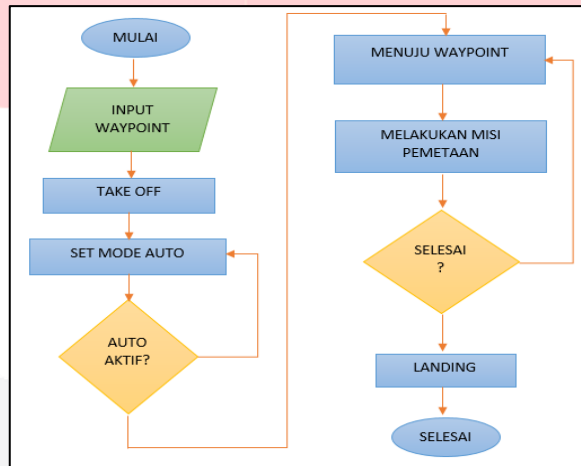 MULAI
INPUT
WAYPOINT
TAKE OFF
SET MODE AUTO
AUTO
AKTIF?
MENUJU WAYPOINT
MELAKUKAN MISI
PEMETAAN
SELESAI
?
LANDING
SELESAI